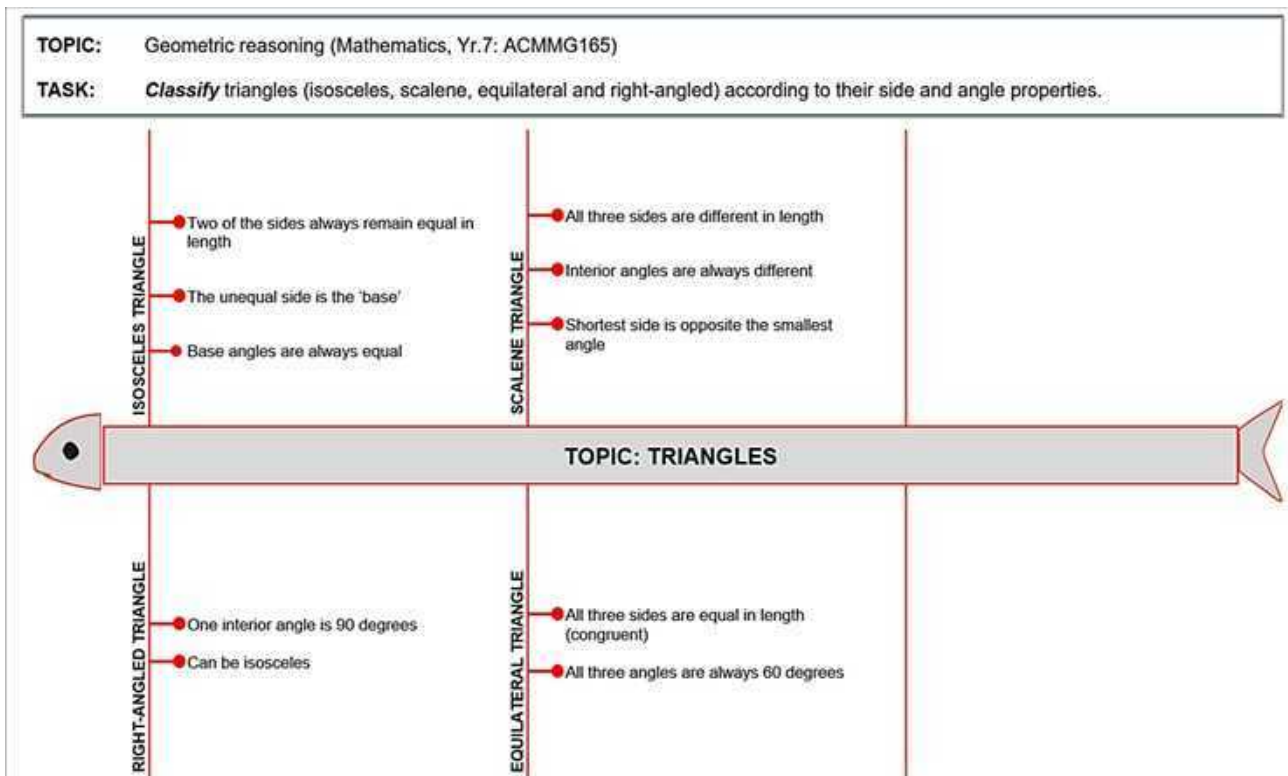 TOPIC: Geometric reasoning (Mathematics, Yr.7: ACMMG165)
TASK: Classify triangles (isosceles, scalene, equilateral and right-angled) according to their side and angle properties.
ISOSCELES TRIANGLE
Two of the sides always remain equal in
length
The unequal side is the ‘base’
Base angles are always equal
SCALENE TRIANGLE
All three sides are different in length
Interior angles are always different
Shortest side is opposite the smallest
angle
TOPIC: TRIANGLES
RIGHT-ANGLED TRIANGLE
One interior angle is 90 degrees
Can be isosceles
EQUILATERAL TRIANGLE
All three sides are equal in length
(congruent)
All three angles are always 60 degrees